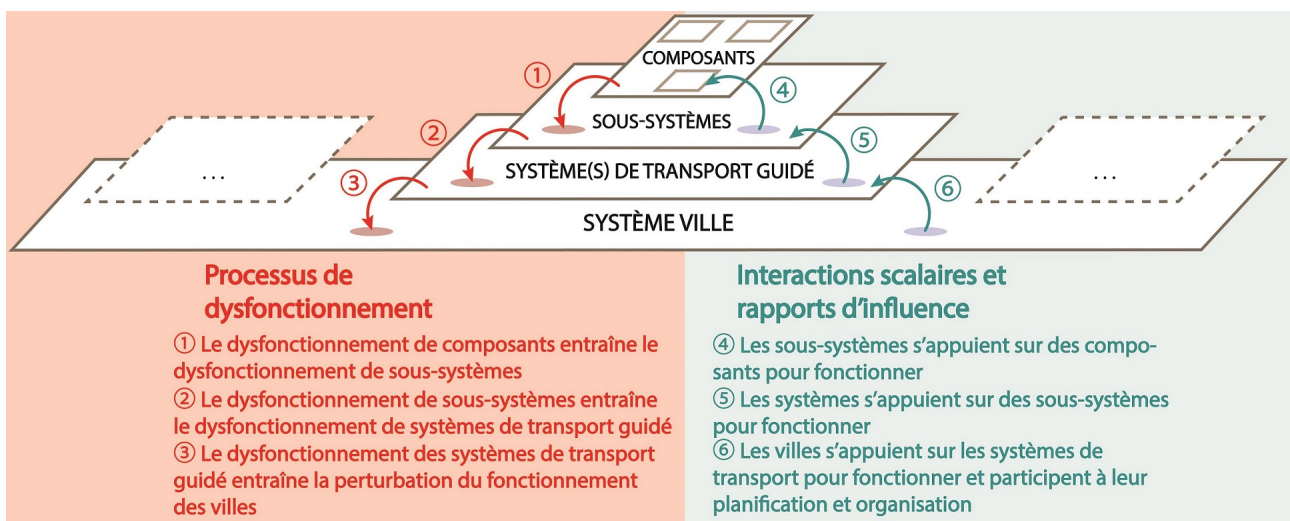 COMPOSANTS
①
④
SOUS-SYSTÈMES
②
⑤
SYSTÈME(S) DE TRANSPORT GUIDÉ
...
...
③
⑥
SYSTÈME VILLE
Processus de
dysfonctionnement
① Le dysfonctionnement de composants entraîne le
dysfonctionnement de sous-systèmes
② Le dysfonctionnement de sous-systèmes entraîne
le dysfonctionnement de systèmes de transport guidé
③ Le dysfonctionnement des systèmes de transport
guidé entraîne la perturbation du fonctionnement
des villes
Interactions scalaires et
rapports d’influence
④ Les sous-systèmes s’appuient sur des compo-
sants pour fonctionner
⑤ Les systèmes s’appuient sur des sous-systèmes
pour fonctionner
⑥ Les villes s’appuient sur les systèmes de
transport pour fonctionner et participent à leur
planification et organisation